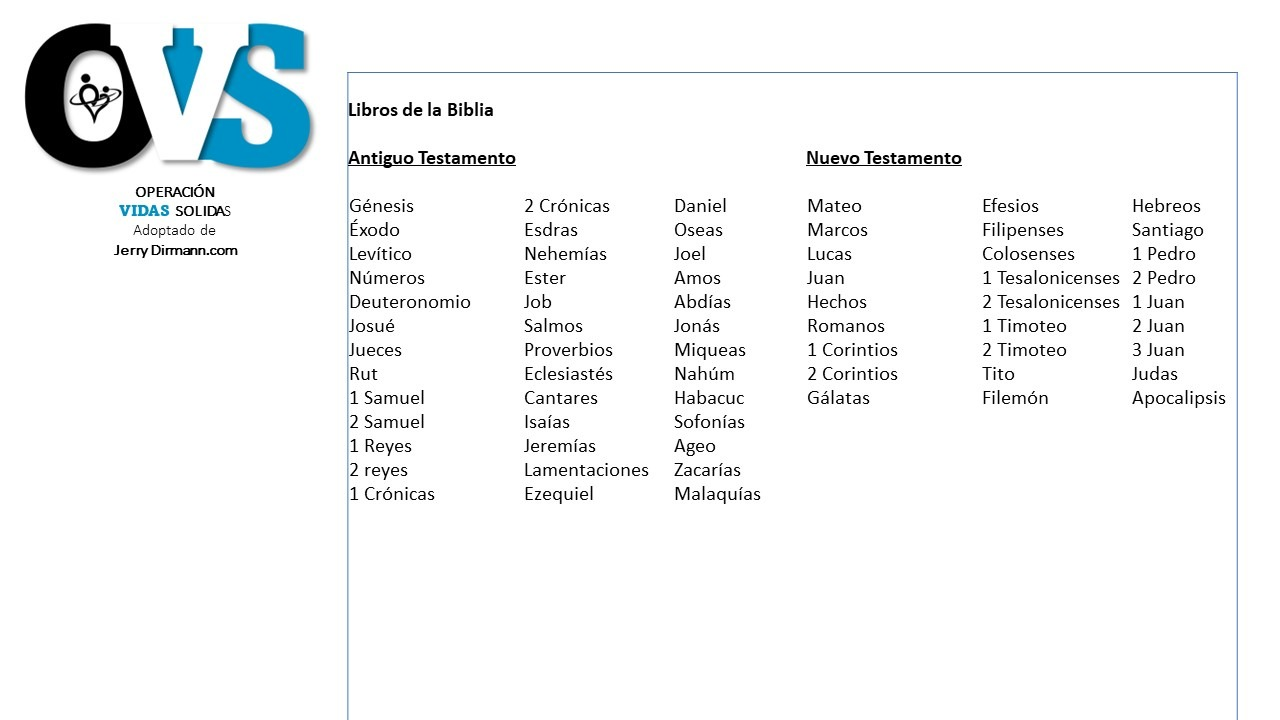 OVS
OPERACIÓN
VIDAS SOLIDAS
Adoptado de
Jerry Dirmann.com
Libros de la Biblia
Antiguo Testamento Nuevo Testamento
Génesis 2 Crónicas Daniel Mateo Efesios Hebreos
Éxodo Esdras Oseas Marcos Filipenses Santiago
Levítico Nehemías Joel Lucas Colosenses 1 Pedro
Números Ester Amos Juan 1 Tesalonicenses 2 Pedro
Deuteronomio Job Abdías Hechos 2 Tesalonicenses 1 Juan
Josué Salmos Jonás Romanos 1 Timoteo 2 Juan
Jueces Proverbios Miqueas 1 Corintios 2 Timoteo 3 Juan
Rut Eclesiastés Nahúm 2 Corintios Tito Judas
1 Samuel Cantares Habacuc Gálatas Filemón Apocalipsis
2 Samuel Isaías Sofonías
1 Reyes Jeremías Ageo
2 reyes Lamentaciones Zacarías
1 Crónicas Ezequiel Malaquías